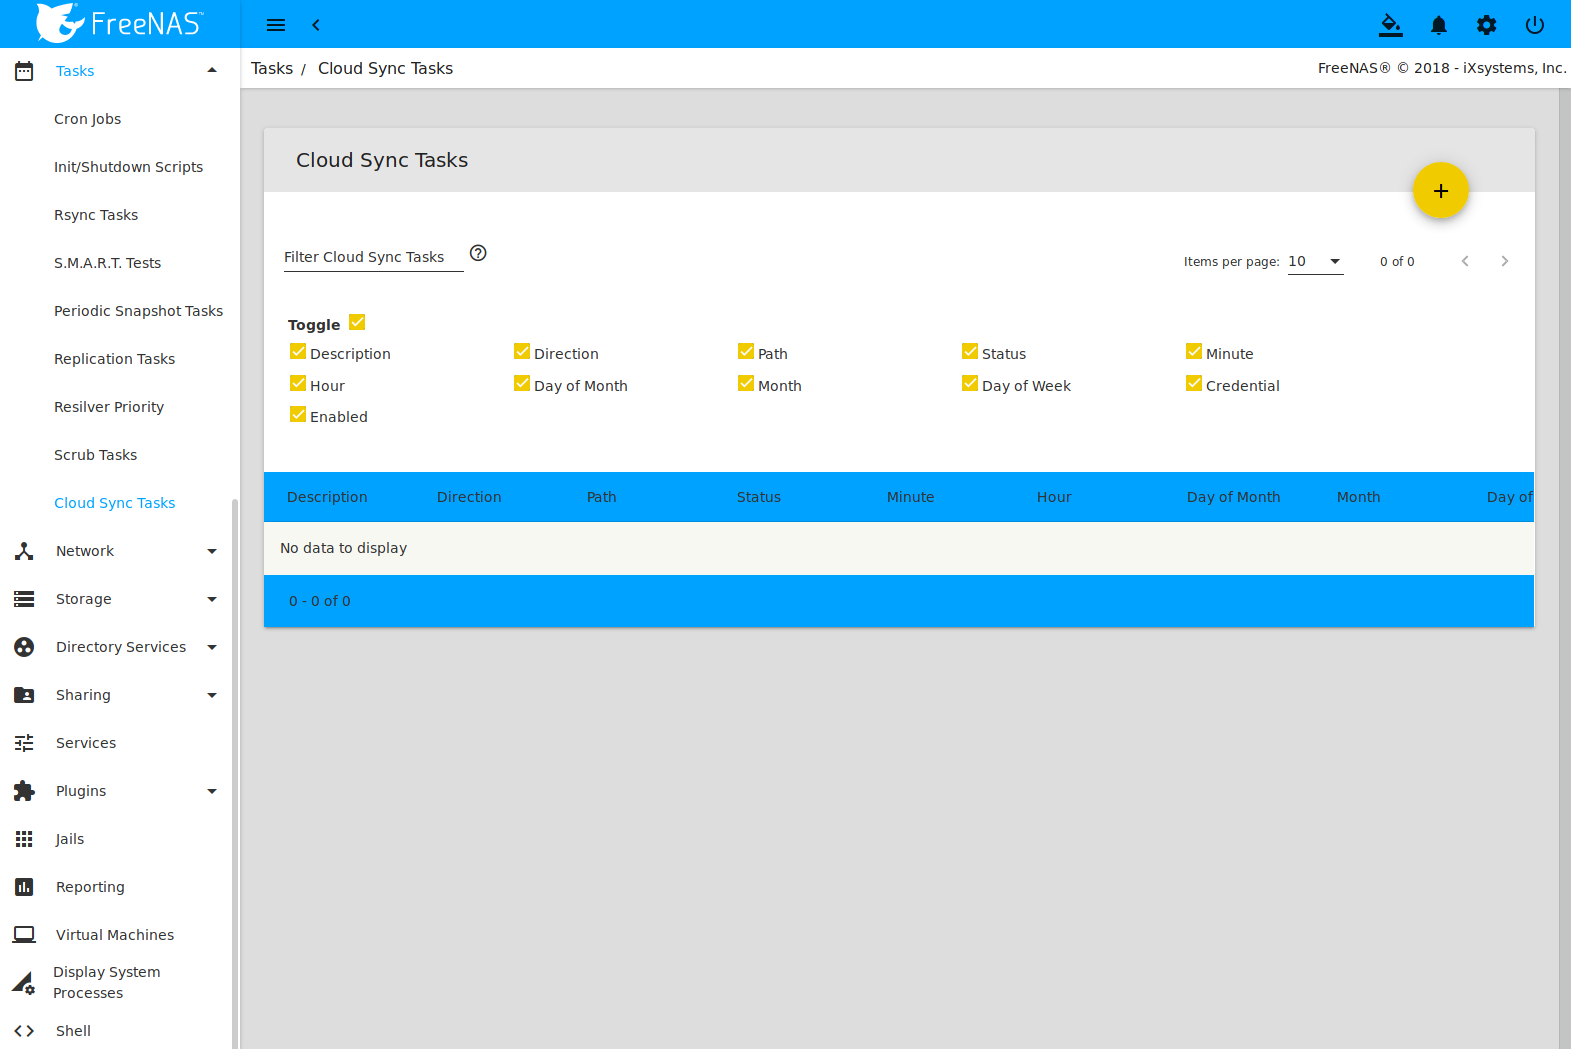 FreeNAS™
Tasks
Cron Jobs
Init/Shutdown Scripts
Rsync Tasks
S.M.A.R.T. Tests
Periodic Snapshot Tasks
Replication Tasks
Resilver Priority
Scrub Tasks
Cloud Sync Tasks
Network
Storage
Directory Services
Sharing
Services
Plugins
Jails
Reporting
Virtual Machines
Display System
Processes
Shell
Tasks / Cloud Sync Tasks
FreeNAS® © 2018 - iXsystems, Inc.
Cloud Sync Tasks
Filter Cloud Sync Tasks
Items per page: 10 0 of 0
Toggle
Description Direction Path Status Minute
Hour Day of Month Month Day of Week Credential
Enabled
Description Direction Path Status Minute Hour Day of Month Month Day of
No data to display
0 - 0 of 0